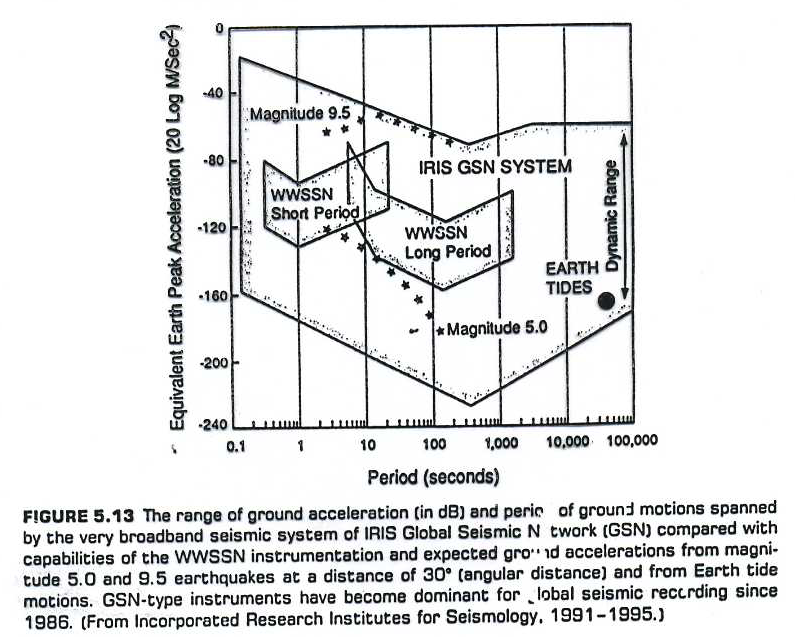 Equivalent Earth Peak Acceleration (20 Log M/Sec2)
0
-40
-80
-120
-160
-200
-240
Magnitude 9.5
IRIS GSN SYSTEM
WWSSN
Short Period
WWSSN
Long Period
Dynamic Range
EARTH
TIDES
Magnitude 5.0
0.1 1 10 100 1,000 10,000 100,000
Period (seconds)
FIGURE 5.13 The range of ground acceleration (in dB) and of ground motions spanned
by the very broadband seismic system of IRIS Global Seismic N twork (GSN) compared with
capabilities of the WWSSN instrumentation and expected accelerations from magni-
tude 5.0 and 9.5 earthquakes at a distance of 30° (angular distance) and from Earth tide
motions. GSN-type instruments have become dominant for lobal seismic recording since
1986. (From Incorporated Research Institutes for Seismology, 1991–1995.)